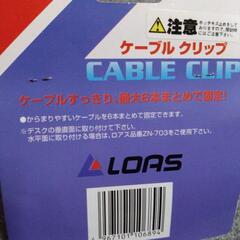 注意
ケーブル クリップ
CABLE CLIP
ケーブルすっきり、最大6本まとめて固定!
●からまりやすいケーブルを6本まとめて固定できます。
※デスクの垂直面に取り付けて下さい。
水平面に取り付ける場合は、ロアス品番ZN-703をご使用下さい。
LOAS
4 967101 106894